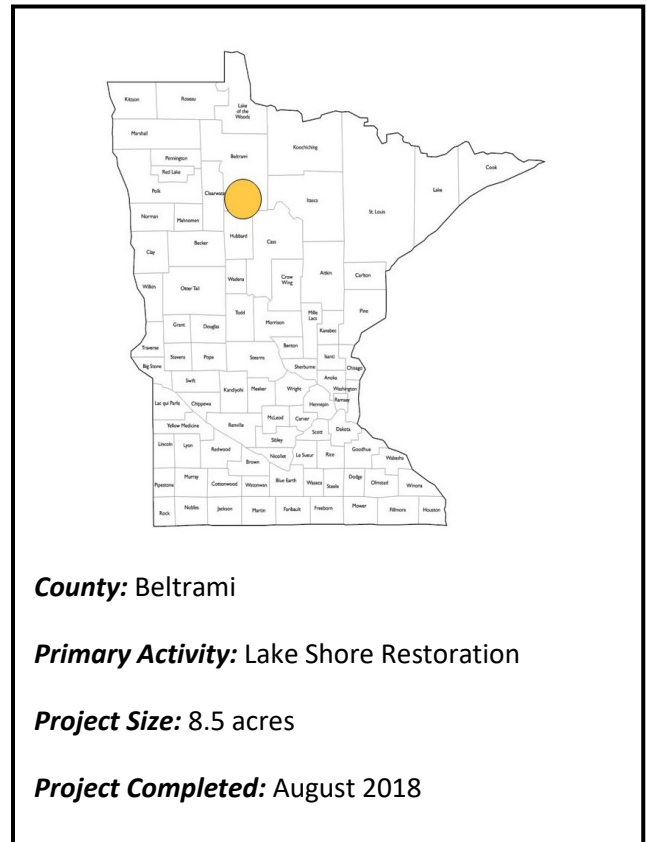 Kittson
Roseau
Lake
of the
Woods
Marshall
Koochiching
Beltrami
Pennington
Cook
Red Lake
Lake
Polk
Clearwater
Itasca
St. Louis
Norman
Mahnomen
Hubbard
Cass
Clay
Becker
Aitkin
Carlton
Crow
Wing
Wadena
Wilkin
Otter Tail
Pine
Todd
Mille
Lacs
Morrison
Grant
Douglas
Kanabec
Benton
Traverse
Stevens
Pope
Stearns
Isanti
Big Stone
Sherburne
Chisago
Anoka
Swift
Kandiyohi
Meeker
Wright
Washington
Ramsey
Hennepin
Lac qui Parle
Chippewa
McLeod
Carver
Yellow Medicine
Renville
Dakota
Scott
Sibley
Lincoln
Lyon
Redwood
Nicollet
Le Sueur
Rice
Goodhue
Wabasha
Brown
Pipestone
Murray
Cottonwood
Watonwan
Blue Earth
Waseca
Steele
Dodge
Olmsted
Winona
Rock
Nobles
Jackson
Martin
Faribault
Freeborn
Mower
Fillmore
Houston
County: Beltrami
Primary Activity: Lake Shore Restoration
Project Size: 8.5 acres
Project Completed: August 2018